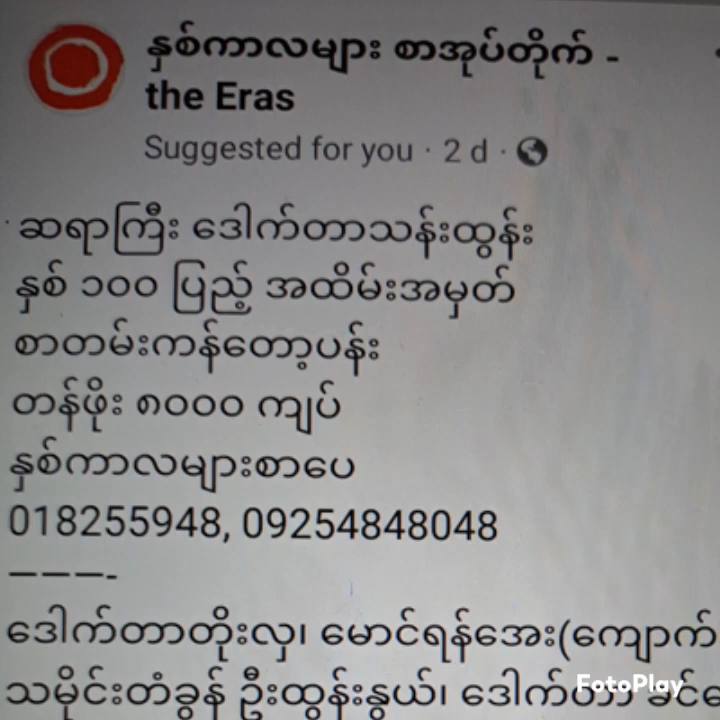 နှစ်ကာလများ စာအုပ်တိုက် -
the Eras
Suggested for you · 2 d ·
ဆရာကြီး ဒေါက်တာသန်းထွန်း
နှစ် ၁၀၀ ပြည့် အထိမ်းအမှတ်
စာတမ်းကန်တော့ပန်း
တန်ဖိုး ၈၀၀၀ ကျပ်
နှစ်ကာလများစာပေ
018255948, 09254848048
————-
ဒေါက်တာတိုးလှ၊ မောင်ရန်အေး(ကျောက်
သမိုင်းတံခွန် ဦးထွန်းနွယ်၊ ဒေါက်တာ
FotoPlay